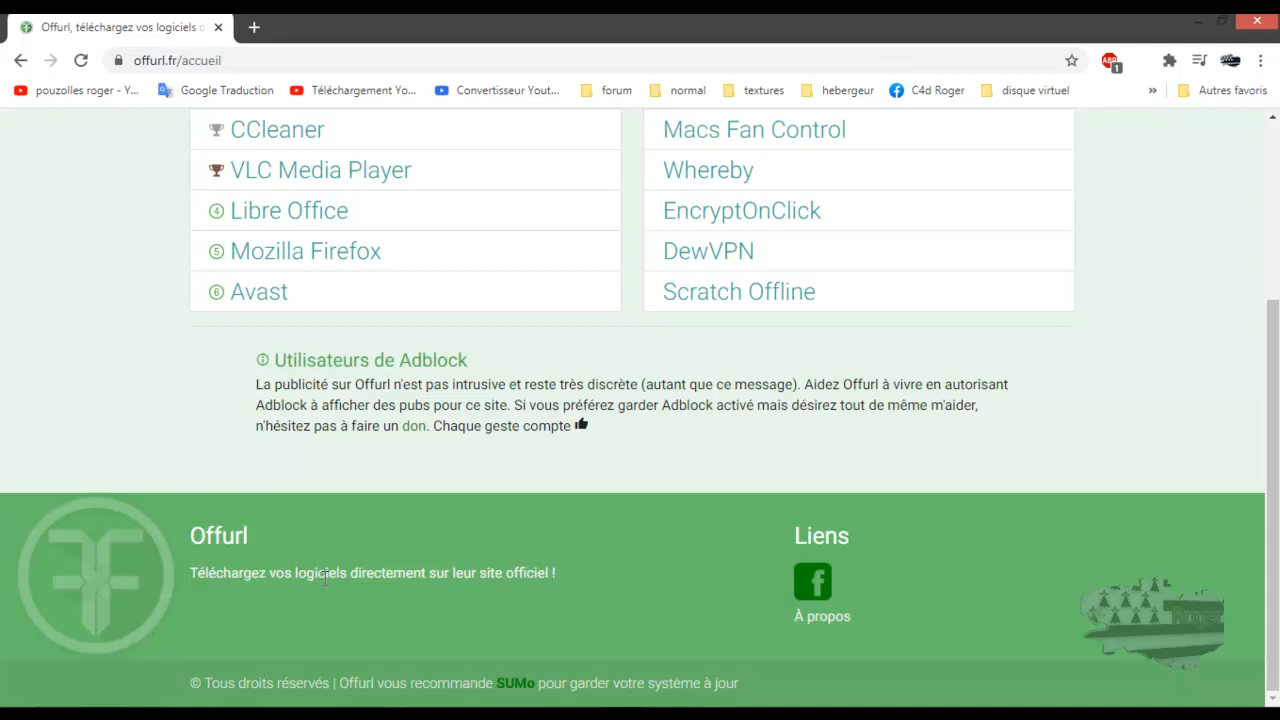 Offurl, téléchargez vos logiciels d
offurl.fr/accueil
ABP
1
pouzolles roger - Y...
Google Traduction
Téléchargement Yo...
Convertisseur Yout...
forum
normal
textures
hebergeur
C4d Roger
disque virtuel
»
Autres favoris
CCleaner
VLC Media Player
4 Libre Office
5 Mozilla Firefox
6 Avast
Macs Fan Control
Whereby
EncryptOnClick
DewVPN
Scratch Offline
Utilisateurs de Adblock
La publicité sur Offurl n'est pas intrusive et reste très discrète (autant que ce message). Aidez Offurl à vivre en autorisant
Adblock à afficher des pubs pour ce site. Si vous préférez garder Adblock activé mais désirez tout de même m'aider,
n'hésitez pas à faire un don. Chaque geste compte
Offurl
Téléchargez vos logiciels directement sur leur site officiel !
Liens
f
À propos
Roger
© Tous droits réservés | Offurl vous recommande SUMo pour garder votre système à jour